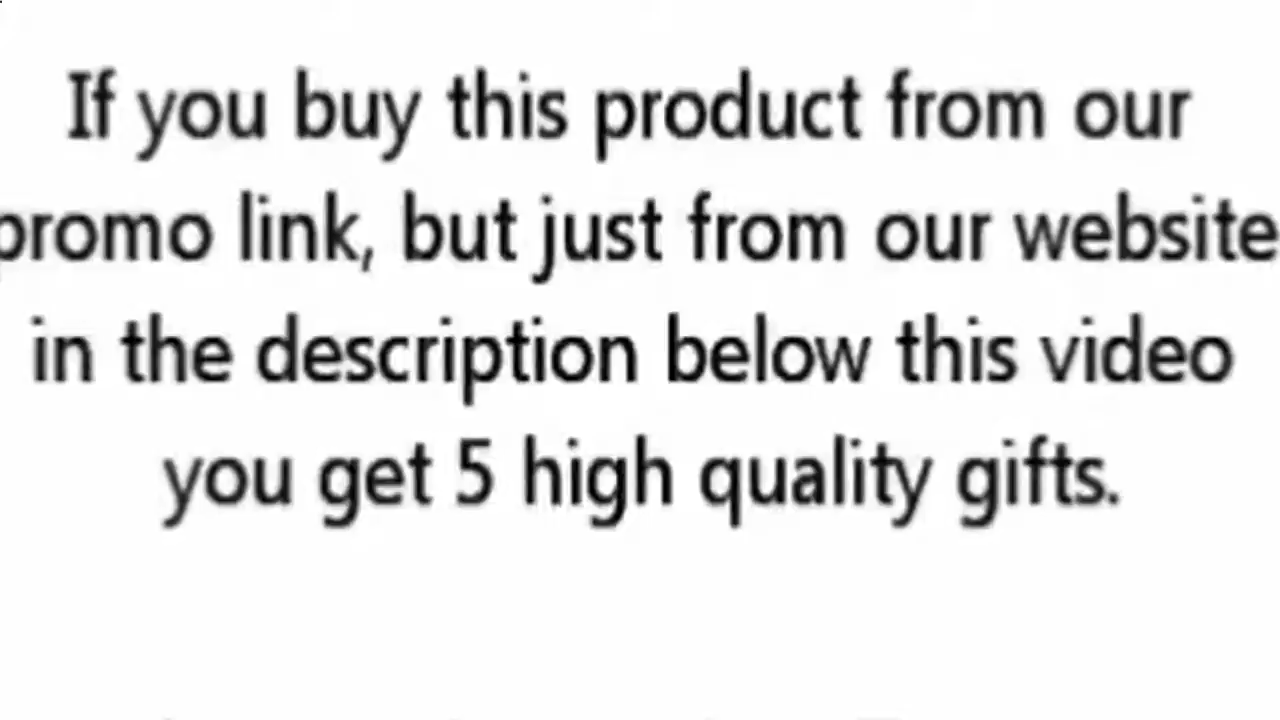 If you buy this product from our
promo link, but just from our website
in the description below this video
you get 5 high quality gifts.